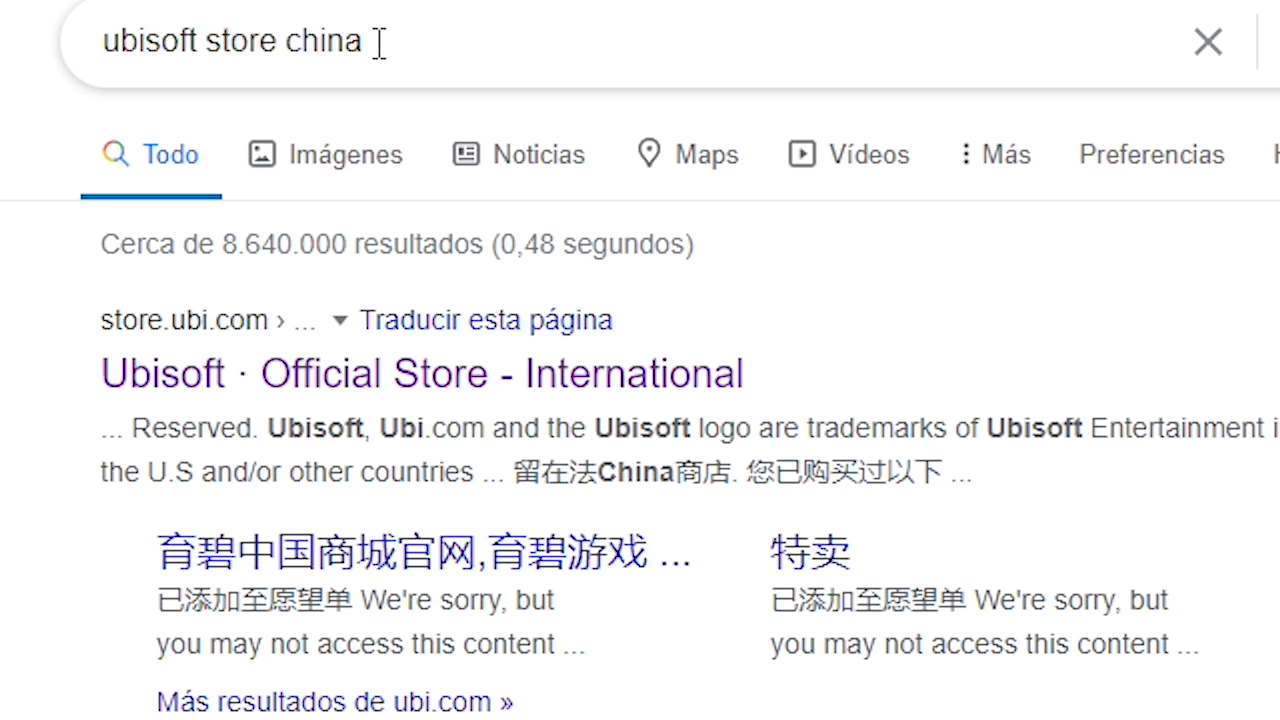 ubisoft store china
Todo Imágenes Noticias Maps Vídeos Más Preferencias
Cerca de 8.640.000 resultados (0,48 segundos)
store.ubi.com › ... Traducir esta página
Ubisoft · Official Store - International
... Reserved. Ubisoft, Ubi.com and the Ubisoft logo are trademarks of Ubisoft Entertainment
the U.S and/or other countries ... 留在法China商店. 您已购买过以下 ...
育碧中国商城官网,育碧游戏 ... 特卖
已添加至愿望单 We're sorry, but 已添加至愿望单 We're sorry, but
you may not access this content ... you may not access this content ...
Más resultados de ubi.com »